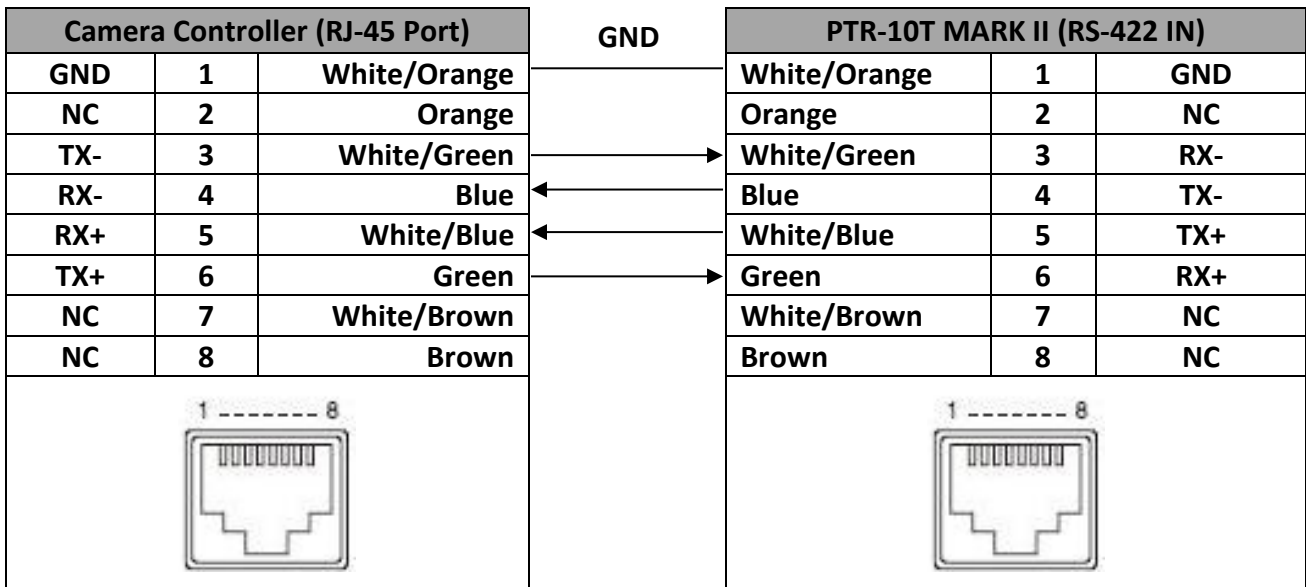 Camera Controller (RJ-45 Port) GND PTR-10T MARK II (RS-422 IN)
GND 1 White/Orange White/Orange 1 GND
NC 2 Orange Orange 2 NC
TX- 3 White/Green White/Green 3 RX-
RX- 4 Blue Blue 4 TX-
RX+ 5 White/Blue White/Blue 5 TX+
TX+ 6 Green Green 6 RX+
NC 7 White/Brown White/Brown 7 NC
NC 8 Brown Brown 8 NC
1 ------- 8 1 ------- 8